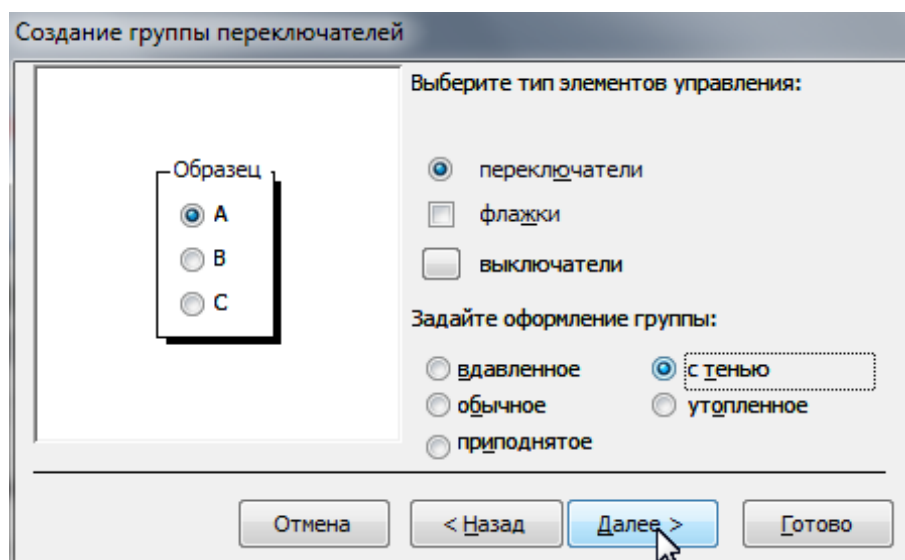 Создание группы переключателей
Выберите тип элементов управления:
Образец
A
B
C
переключатели
флажки
выключатели
Задайте оформление группы:
вдавленное
с тенью
обычное
утопленное
приподнятое
Отмена
< Назад
Далее >
Готово